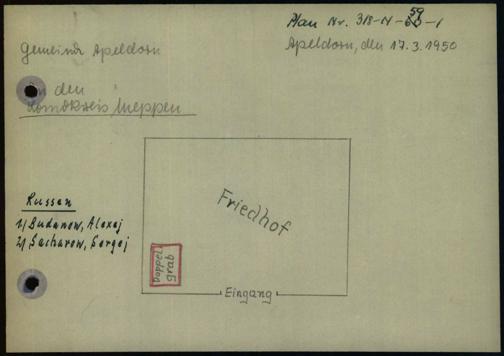 Plan Nr. 318-N-59-1
Apeldorn, den 17.3.1950
Gemeinde Apeldorn
An den
Landkreis Meppen
Russen
1/ Budanow, Alexej
2/ Sacharow, Sergej
Friedhof
Doppel
grab
Eingang